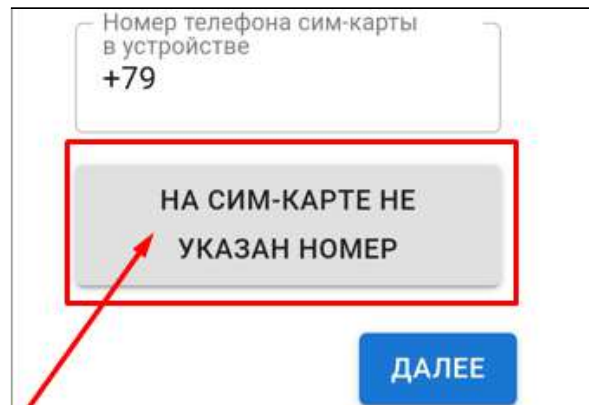 Номер телефона сим-карты
в устройстве
+79
НА СИМ-КАРТЕ НЕ
УКАЗАН НОМЕР
ДАЛЕЕ